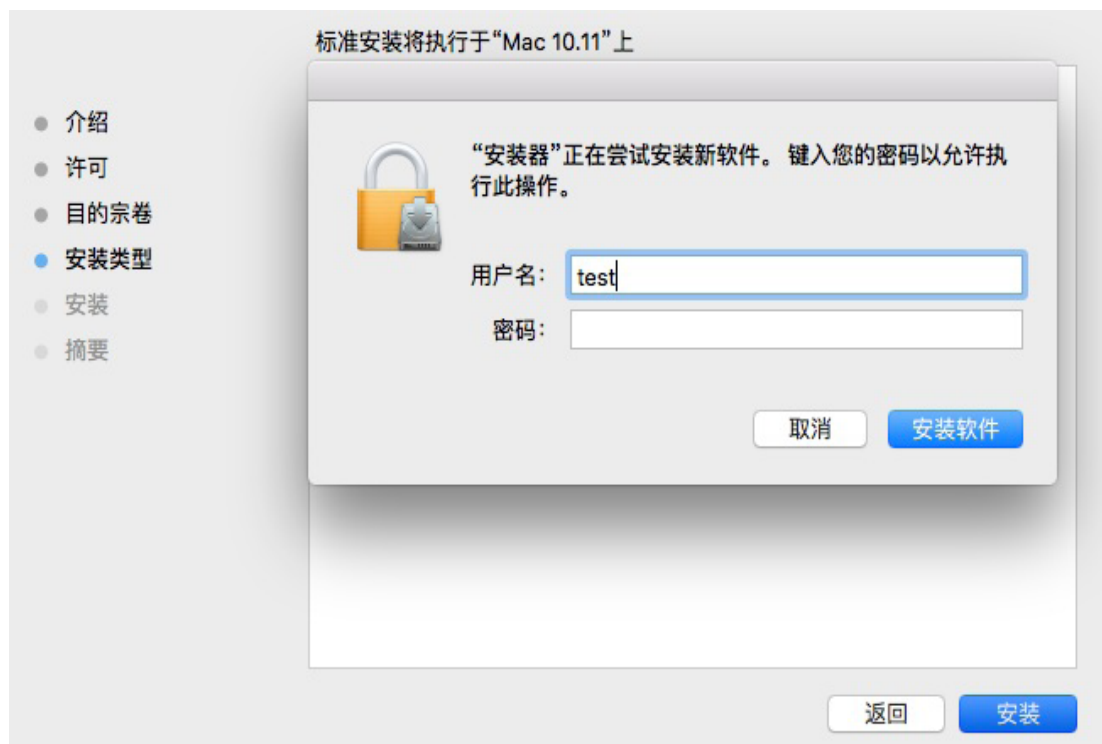 标准安装将执行于“Mac 10.11”上
介绍
许可
目的宗卷
安装类型
安装
摘要
“安装器”正在尝试安装新软件。 键入您的密码以允许执
行此操作。
用户名：
test
密码：
取消
安装软件
返回
安装